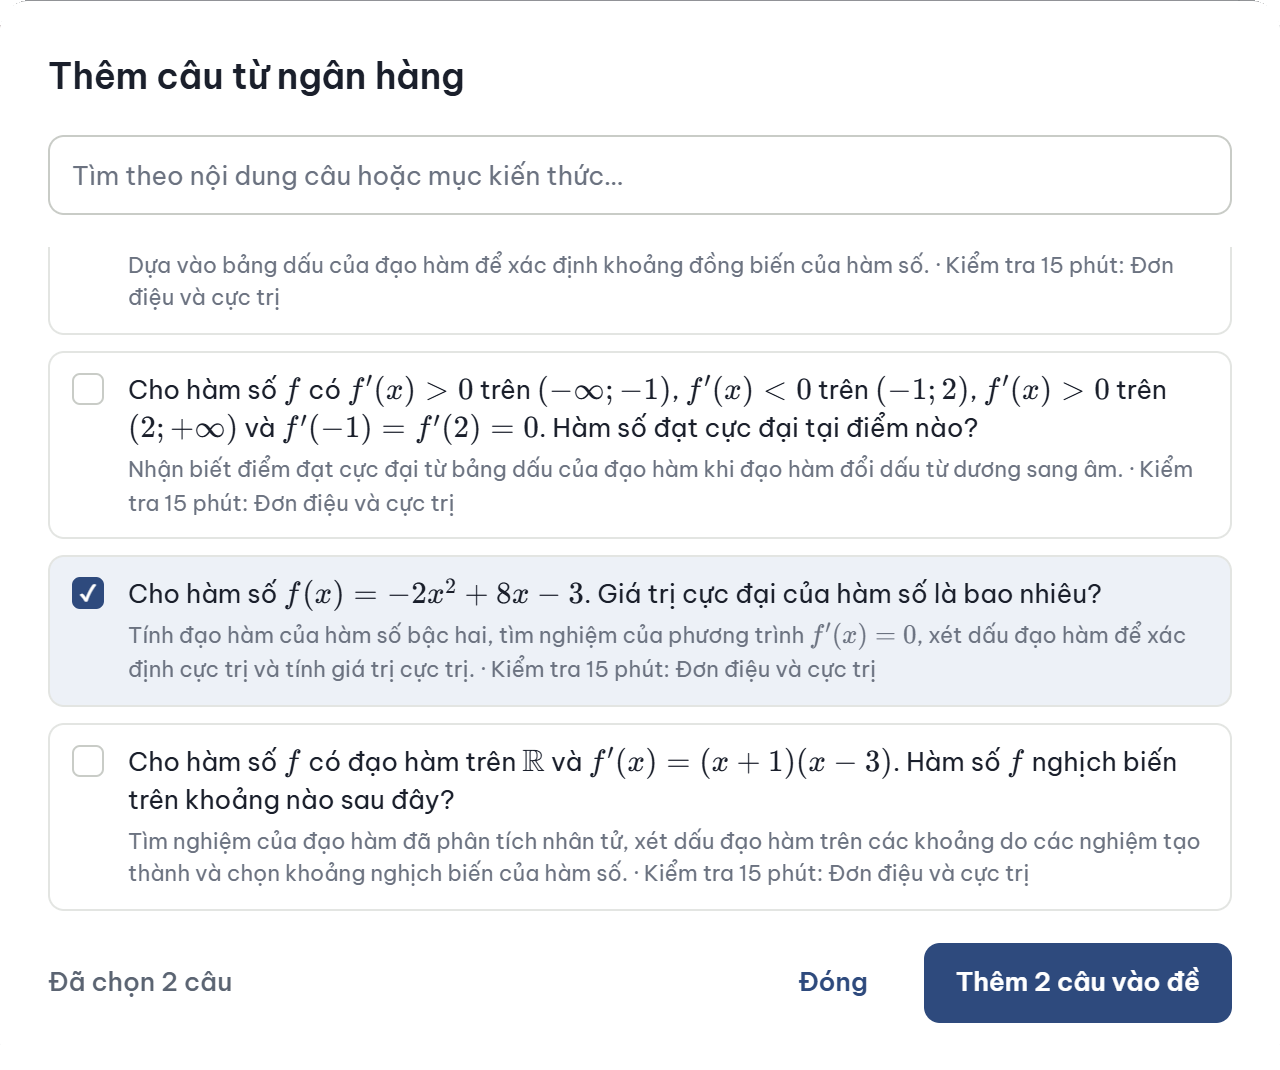 Thêm câu từ ngân hàng
Tìm theo nội dung câu hoặc mục kiến thức...
Dựa vào bảng dấu của đạo hàm để xác định khoảng đồng biến của hàm số. · Kiểm tra 15 phút: Đơn
điệu và cực trị
Cho hàm số f có f′(x) > 0 trên (−∞; −1), f′(x) < 0 trên (−1; 2), f′(x) > 0 trên
(2; +∞) và f′(−1) = f′(2) = 0. Hàm số đạt cực đại tại điểm nào?
Nhận biết điểm đạt cực đại từ bảng dấu của đạo hàm khi đạo hàm đổi dấu từ dương sang âm. · Kiểm
tra 15 phút: Đơn điệu và cực trị
Cho hàm số f(x) = −2x² + 8x − 3. Giá trị cực đại của hàm số là bao nhiêu?
Tính đạo hàm của hàm số bậc hai, tìm nghiệm của phương trình f′(x) = 0, xét dấu đạo hàm để xác
định cực trị và tính giá trị cực trị. · Kiểm tra 15 phút: Đơn điệu và cực trị
Cho hàm số f có đạo hàm trên ℝ và f′(x) = (x + 1)(x − 3). Hàm số f nghịch biến
trên khoảng nào sau đây?
Tìm nghiệm của đạo hàm đã phân tích nhân tử, xét dấu đạo hàm trên các khoảng do các nghiệm tạo
thành và chọn khoảng nghịch biến của hàm số. · Kiểm tra 15 phút: Đơn điệu và cực trị
Đã chọn 2 câu
Đóng
Thêm 2 câu vào đề